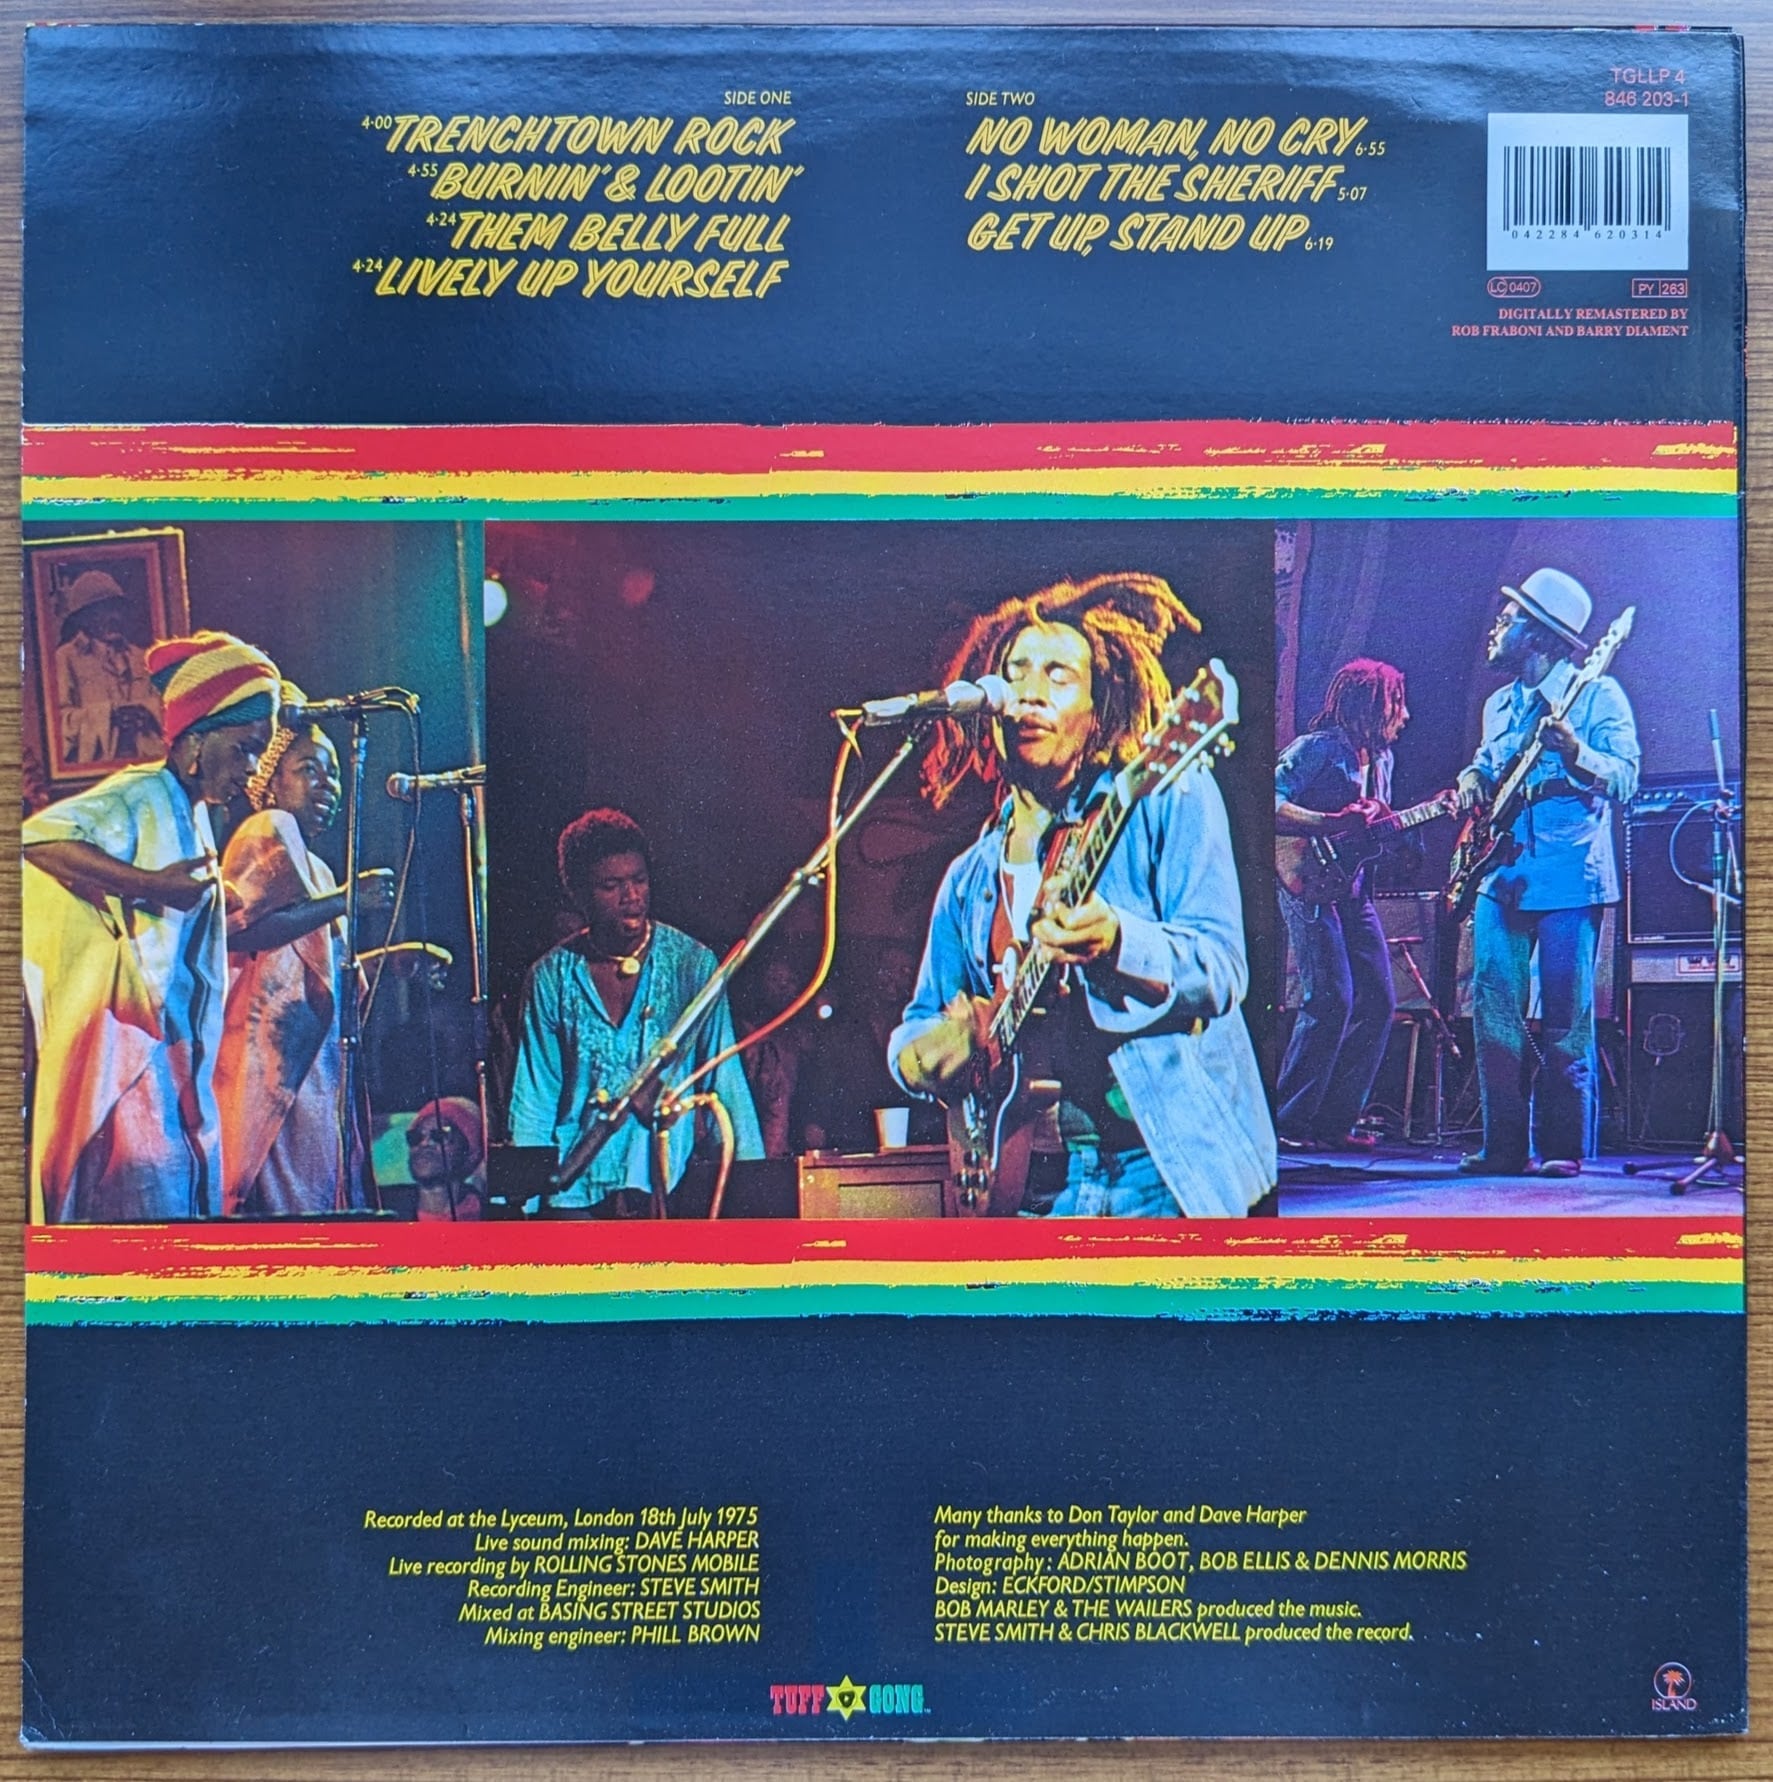 SIDE ONE
4·00 TRENCHTOWN ROCK
4·55 BURNIN' & LOOTIN'
4·24 THEM BELLY FULL
4·24 LIVELY UP YOURSELF
SIDE TWO
NO WOMAN, NO CRY 6·55
I SHOT THE SHERIFF 5·07
GET UP, STAND UP 6·19
TGLLP 4
846 203-1
042284 620314
LC 0407
PY 263
DIGITALLY REMASTERED BY
ROB FRABONI AND BARRY DIAMENT
Recorded at the Lyceum, London 18th July 1975
Live sound mixing: DAVE HARPER
Live recording by ROLLING STONES MOBILE
Recording Engineer: STEVE SMITH
Mixed at BASING STREET STUDIOS
Mixing engineer: PHILL BROWN
Many thanks to Don Taylor and Dave Harper
for making everything happen.
Photography: ADRIAN BOOT, BOB ELLIS & DENNIS MORRIS
Design: ECKFORD/STIMPSON
BOB MARLEY & THE WAILERS produced the music.
STEVE SMITH & CHRIS BLACKWELL produced the record.
TUFF GONG
ISLAND